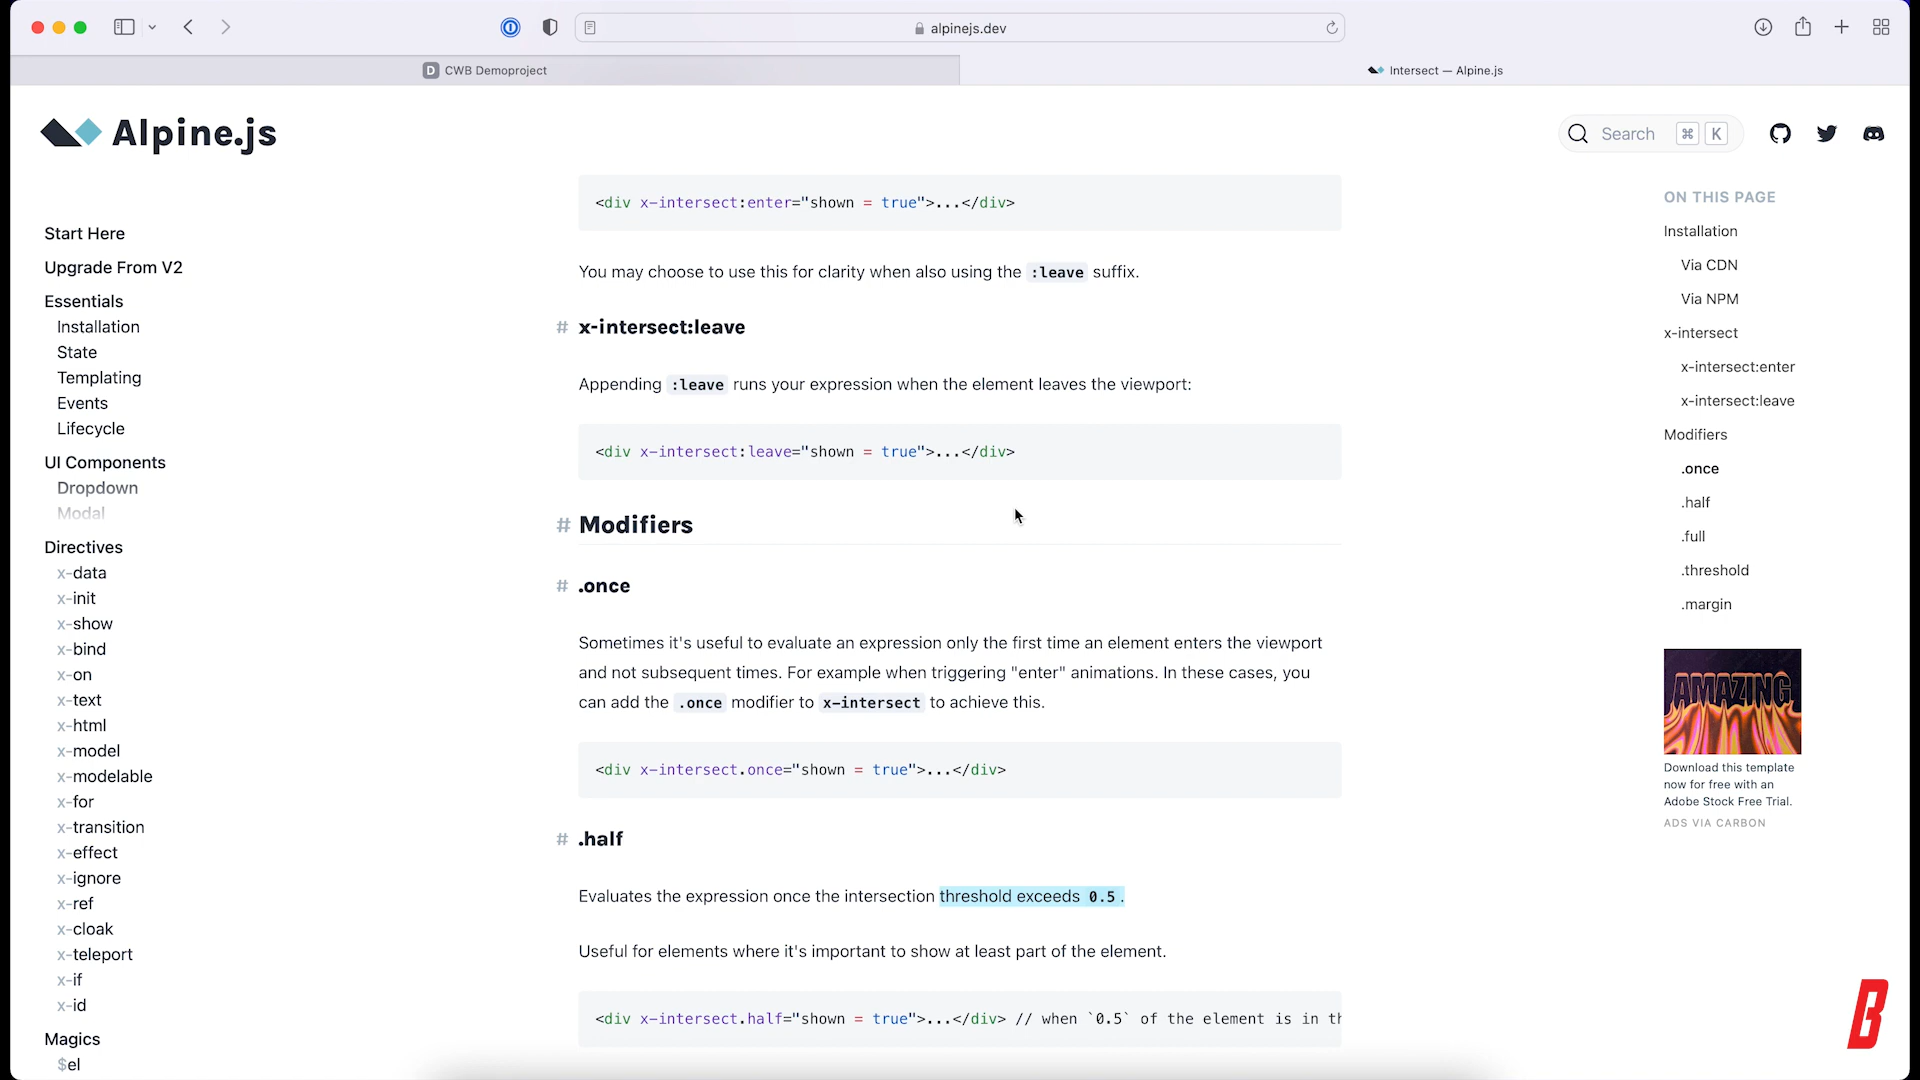 alpinejs.dev
D CWB Demoproject
Intersect — Alpine.js
Alpine.js
Search ⌘ K
Start Here
Upgrade From V2
Essentials
Installation
State
Templating
Events
Lifecycle
UI Components
Dropdown
Modal
Directives
x-data
x-init
x-show
x-bind
x-on
x-text
x-html
x-model
x-modelable
x-for
x-transition
x-effect
x-ignore
x-ref
x-cloak
x-teleport
x-if
x-id
Magics
$el
<div x-intersect:enter="shown = true">...</div>
You may choose to use this for clarity when also using the :leave suffix.
# x-intersect:leave
Appending :leave runs your expression when the element leaves the viewport:
<div x-intersect:leave="shown = true">...</div>
# Modifiers
# .once
Sometimes it's useful to evaluate an expression only the first time an element enters the viewport
and not subsequent times. For example when triggering "enter" animations. In these cases, you
can add the .once modifier to x-intersect to achieve this.
<div x-intersect.once="shown = true">...</div>
# .half
Evaluates the expression once the intersection threshold exceeds 0.5.
Useful for elements where it's important to show at least part of the element.
<div x-intersect.half="shown = true">...</div> // when `0.5` of the element is in th
ON THIS PAGE
Installation
Via CDN
Via NPM
x-intersect
x-intersect:enter
x-intersect:leave
Modifiers
.once
.half
.full
.threshold
.margin
AMAZING
Download this template
now for free with an
Adobe Stock Free Trial.
ADS VIA CARBON
B